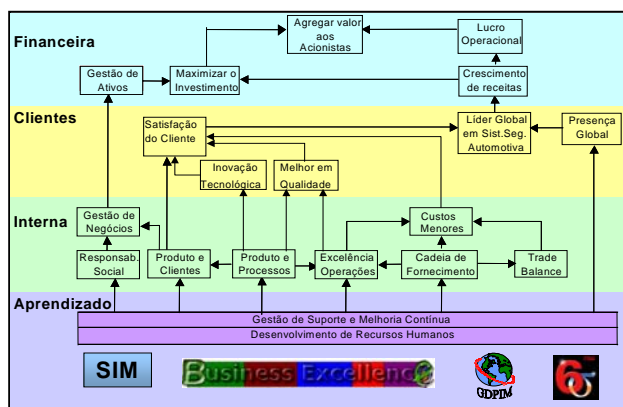 Financeira
Agregar valor
aos
Acionistas
Lucro
Operacional
Gestão de
Ativos
Maximizar o
Investimento
Crescimento
de receitas
Clientes
Satisfação
do Cliente
Líder Global
em Sist.Seg.
Automotiva
Presença
Global
Inovação
Tecnológica
Melhor em
Qualidade
Interna
Gestão de
Negócios
Custos
Menores
Responsab.
Social
Produto e
Clientes
Produto e
Processos
Excelência
Operações
Cadeia de
Fornecimento
Trade
Balance
Aprendizado
Gestão de Suporte e Melhoria Contínua
Desenvolvimento de Recursos Humanos
SIM
Business Excellence
GDPIM
6σ